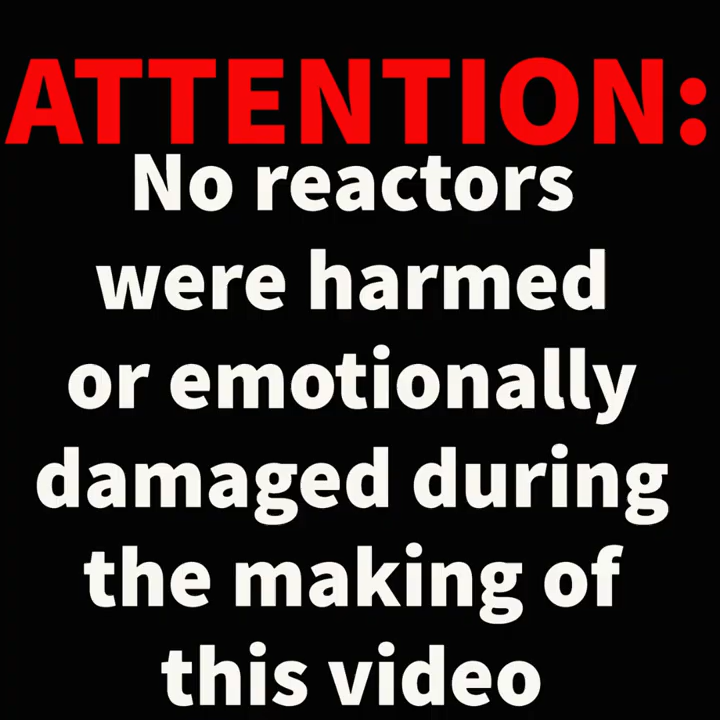 ATTENTION:
No reactors
were harmed
or emotionally
damaged during
the making of
this video